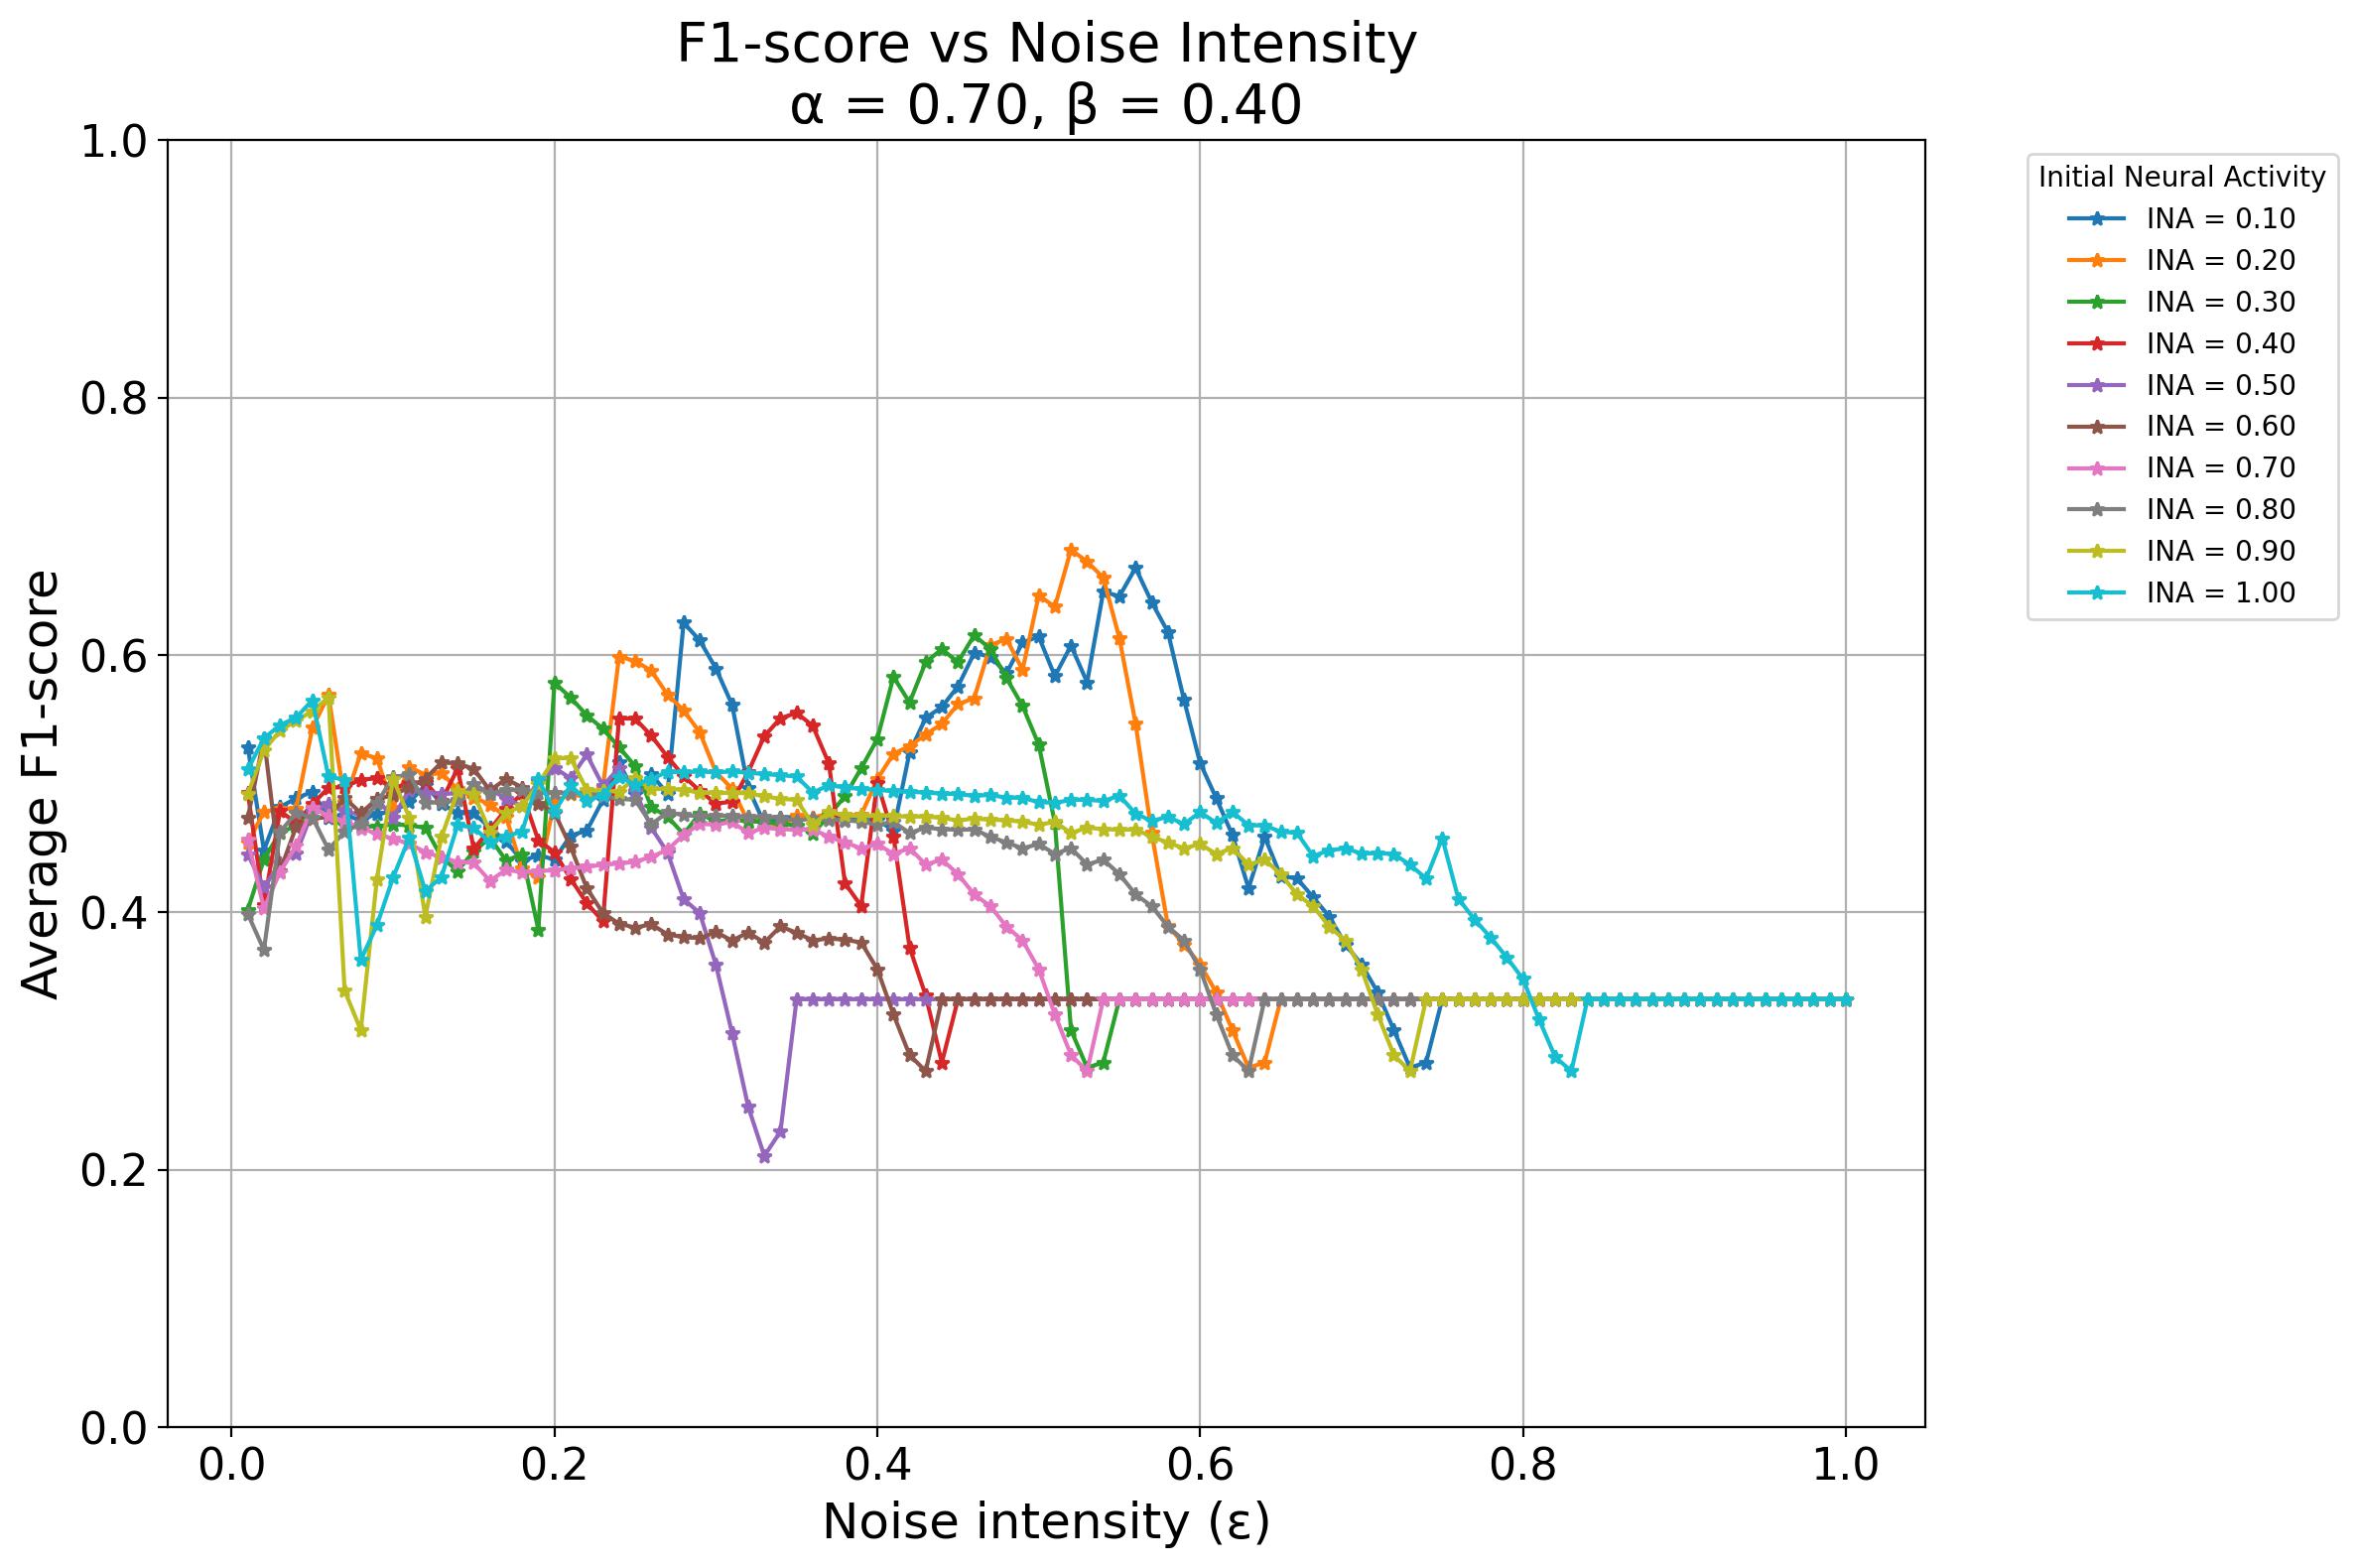 F1-score vs Noise Intensity
α = 0.70, β = 0.40
Average F1-score
1.0
0.8
0.6
0.4
0.2
0.0
0.0 0.2 0.4 0.6 0.8 1.0
Noise intensity (ε)
Initial Neural Activity
INA = 0.10
INA = 0.20
INA = 0.30
INA = 0.40
INA = 0.50
INA = 0.60
INA = 0.70
INA = 0.80
INA = 0.90
INA = 1.00